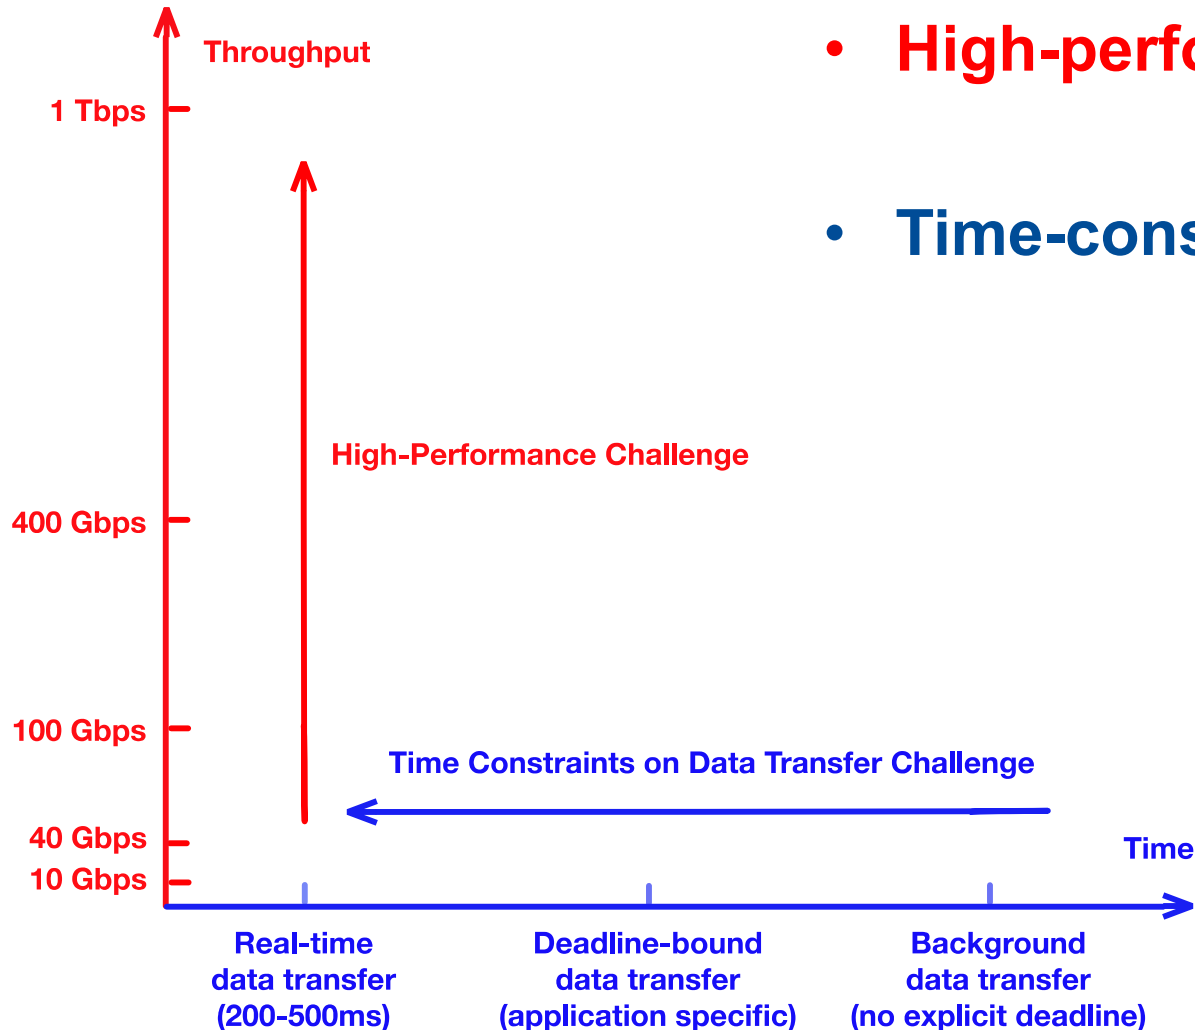 Throughput
• High-perfo
1 Tbps
• Time-cons
High-Performance Challenge
400 Gbps
100 Gbps
Time Constraints on Data Transfer Challenge
40 Gbps
Time
10 Gbps
Real-time
data transfer
(200-500ms)
Deadline-bound
data transfer
(application specific)
Background
data transfer
(no explicit deadline)